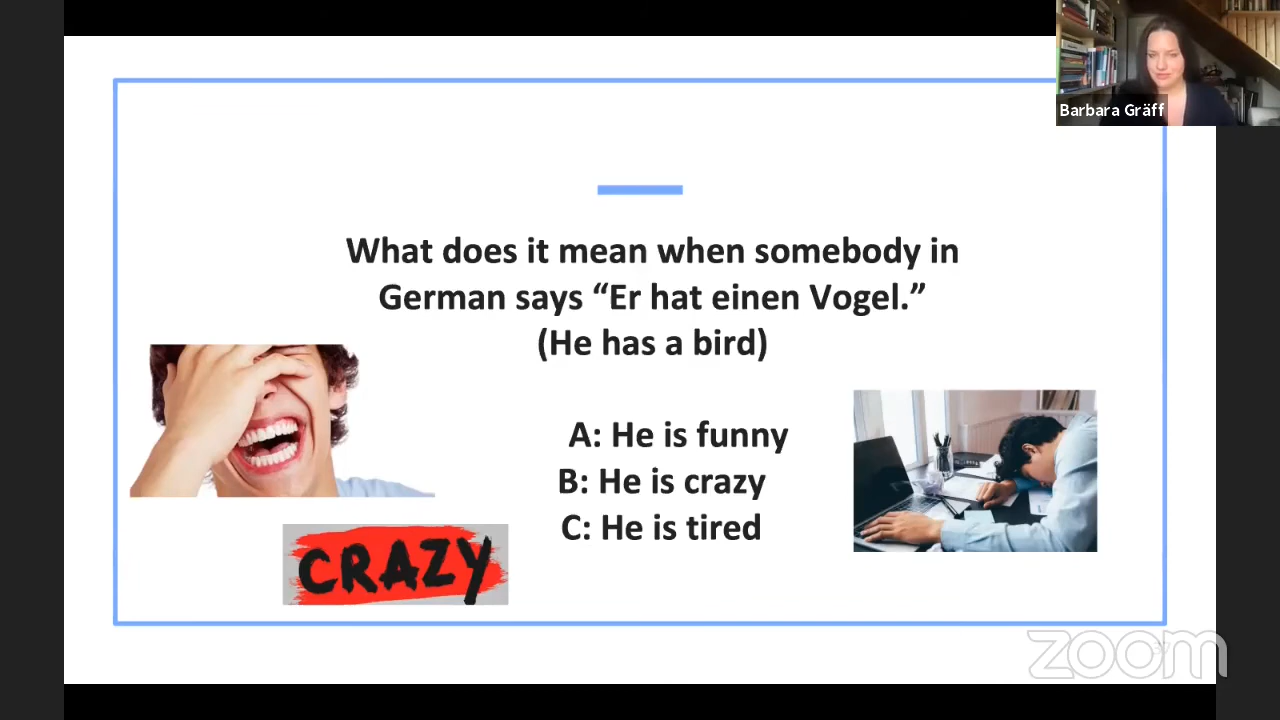 Barbara Gräff
What does it mean when somebody in
German says “Er hat einen Vogel.”
(He has a bird)
A: He is funny
B: He is crazy
C: He is tired
CRAZY
zoom
37